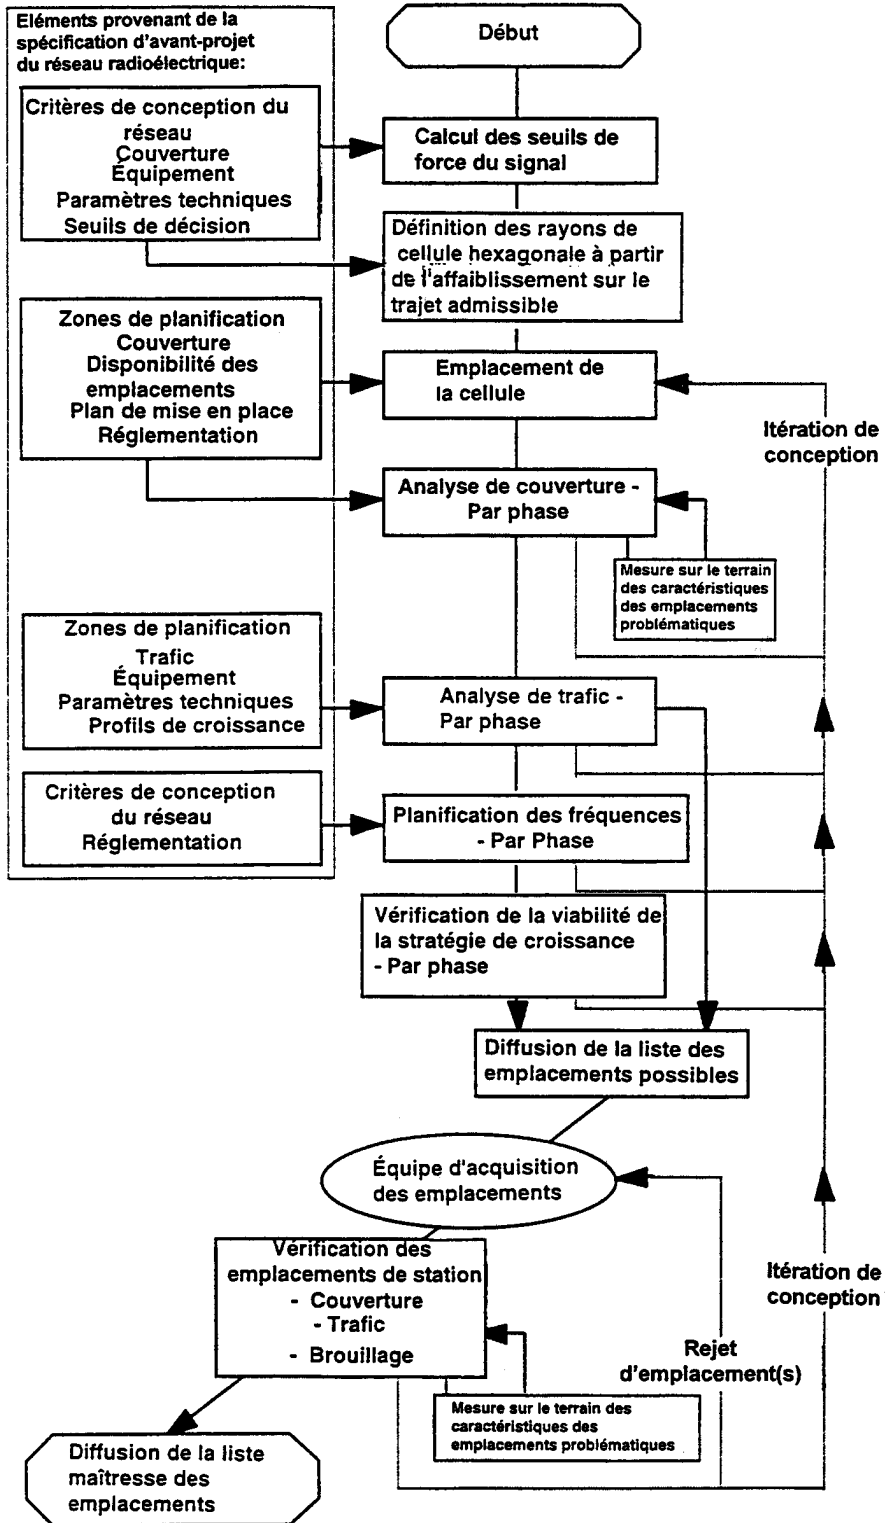 Eléments provenant de la
spécification d'avant-projet
du réseau radioélectrique:
Début
Critères de conception du
réseau
Couverture
Équipement
Paramètres techniques
Seuils de décision
Calcul des seuils de
force du signal
Définition des rayons de
cellule hexagonale à partir
de l'affaiblissement sur le
trajet admissible
Zones de planification
Couverture
Disponibilité des
emplacements
Plan de mise en place
Réglementation
Emplacement de
la cellule
Itération de
conception
Analyse de couverture -
Par phase
Mesure sur le terrain
des caractéristiques
des emplacements
problématiques
Zones de planification
Trafic
Équipement
Paramètres techniques
Profils de croissance
Analyse de trafic -
Par phase
Critères de conception
du réseau
Réglementation
Planification des fréquences
- Par Phase
Vérification de la viabilité de
la stratégie de croissance
- Par phase
Diffusion de la liste des
emplacements possibles
Équipe d'acquisition
des emplacements
Vérification des
emplacements de station
- Couverture
- Trafic
- Brouillage
Itération de
conception
Rejet
d'emplacement(s)
Mesure sur le terrain des
caractéristiques des
emplacements problématiques
Diffusion de la liste
maîtresse des
emplacements